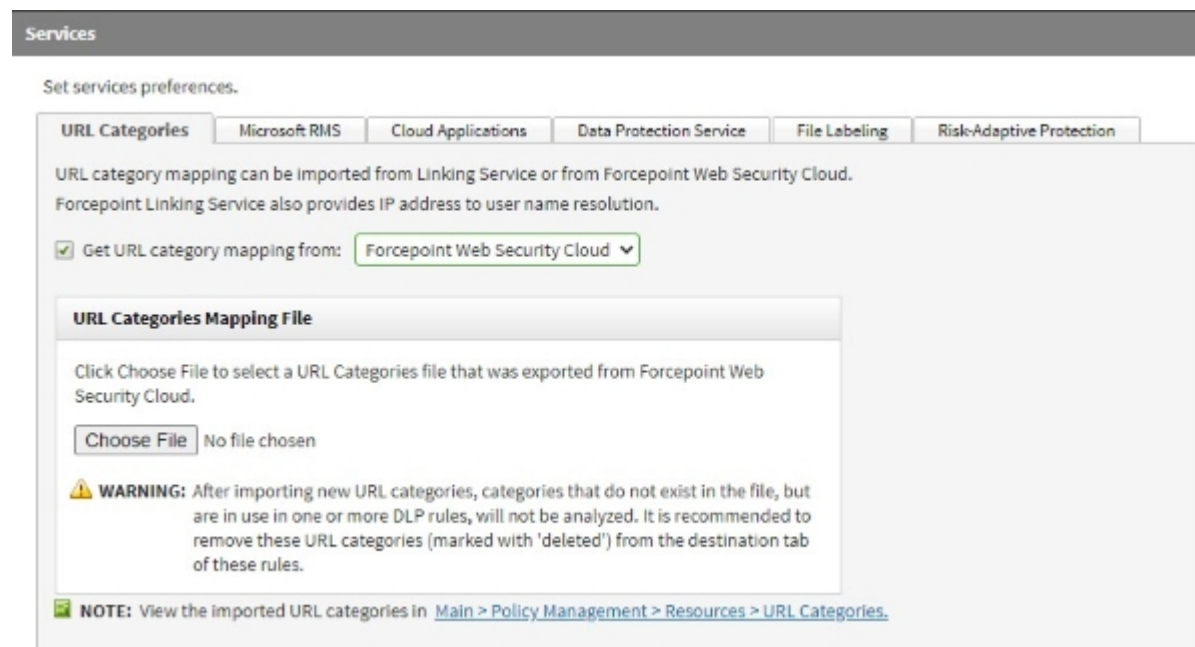 Services
Set services preferences.
URL Categories Microsoft RMS Cloud Applications Data Protection Service File Labeling Risk-Adaptive Protection
URL category mapping can be imported from Linking Service or from Forcepoint Web Security Cloud.
Forcepoint Linking Service also provides IP address to user name resolution.
Get URL category mapping from: Forcepoint Web Security Cloud
URL Categories Mapping File
Click Choose File to select a URL Categories file that was exported from Forcepoint Web
Security Cloud.
Choose File No file chosen
WARNING: After importing new URL categories, categories that do not exist in the file, but
are in use in one or more DLP rules, will not be analyzed. It is recommended to
remove these URL categories (marked with 'deleted') from the destination tab
of these rules.
NOTE: View the imported URL categories in Main > Policy Management > Resources > URL Categories.